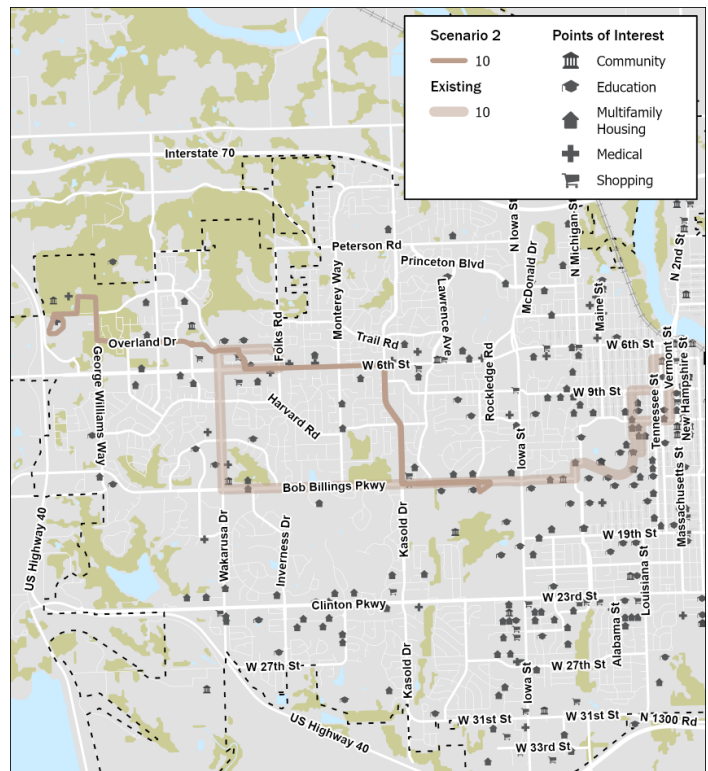 Scenario 2
10
Existing
10
Points of Interest
Community
Education
Multifamily
Housing
Medical
Shopping
Interstate 70
N Iowa St
N Michigan St
N 2nd St
Peterson Rd
Princeton Blvd
McDonald Dr
Monterey Way
Lawrence Ave
Maine St
Folks Rd
Trail Rd
Overland Dr
W 6th St
W 6th St
Vermont St
New Hampshire St
George Williams Way
Rockledge Rd
W 9th St
Tennessee St
Harvard Rd
Iowa St
Bob Billings Pkwy
Massachusetts St
Kasold Dr
US Highway 40
Wakarusa Dr
Inverness Dr
W 19th St
Louisiana St
Clinton Pkwy
W 23rd St
Alabama St
W 27th St
W 27th St
Kasold Dr
Iowa St
US Highway 40
W 31st St
W 31st St
N 1300 Rd
W 33rd St